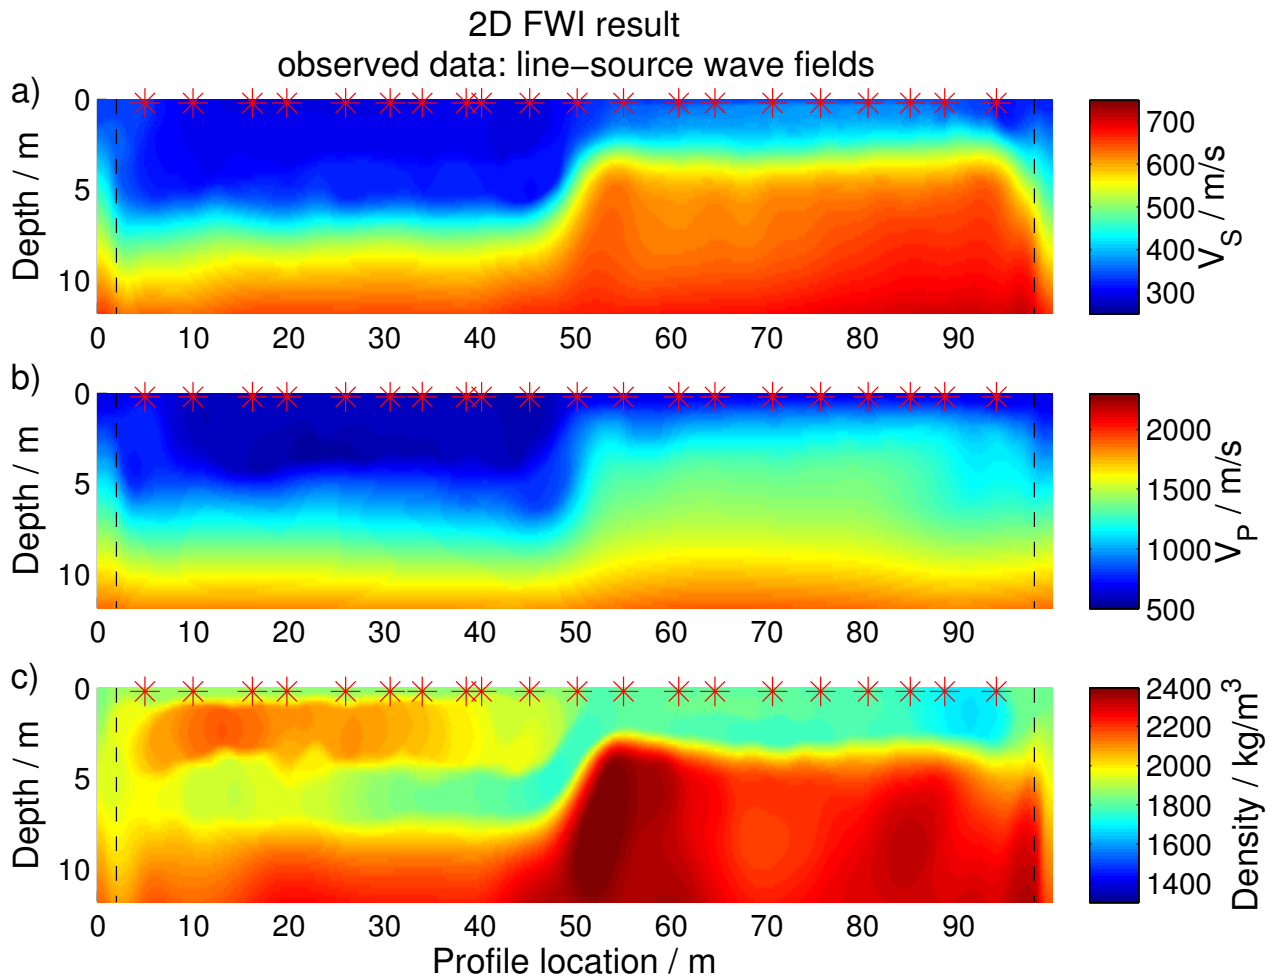 2D FWI result
observed data: line−source wave fields
a)
0
5
10
Depth / m
0 10 20 30 40 50 60 70 80 90
700
600
500
400
300
V_S / m/s
b)
0
5
10
Depth / m
0 10 20 30 40 50 60 70 80 90
2000
1500
1000
500
V_P / m/s
c)
0
5
10
Depth / m
0 10 20 30 40 50 60 70 80 90
Profile location / m
2400
2200
2000
1800
1600
1400
Density / kg/m³